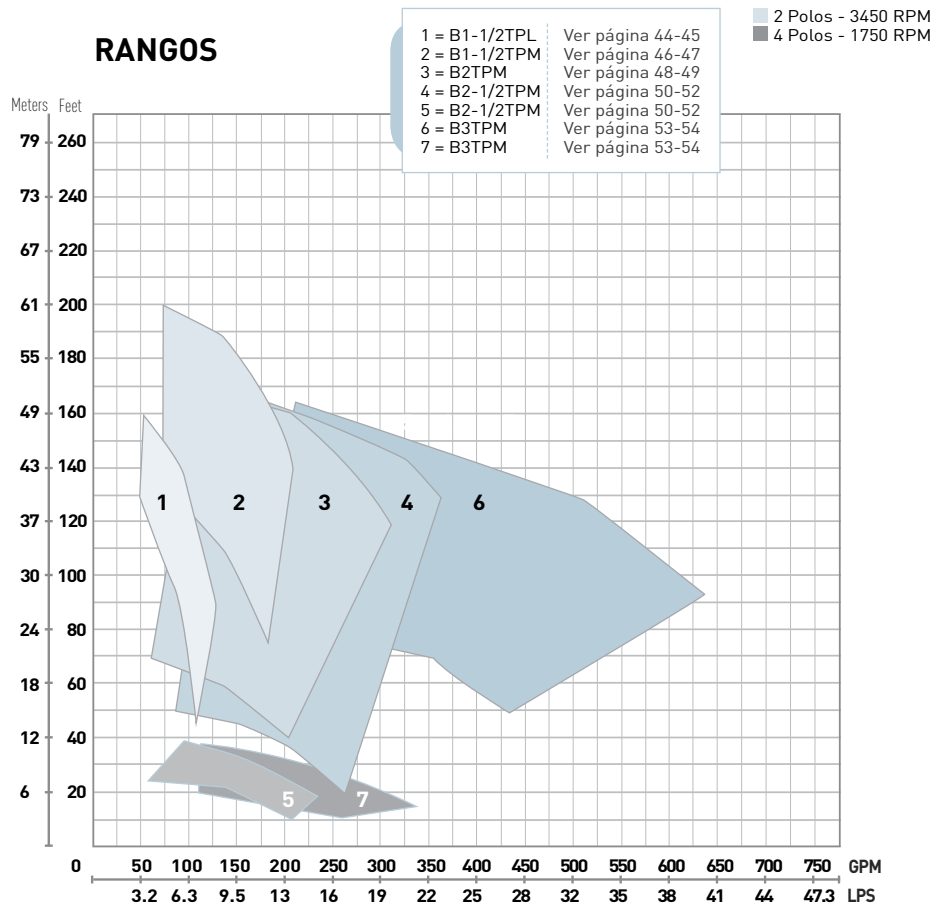 RANGOS
1 = B1-1/2TPL Ver página 44-45
2 = B1-1/2TPM Ver página 46-47
3 = B2TPM Ver página 48-49
4 = B2-1/2TPM Ver página 50-52
5 = B2-1/2TPM Ver página 50-52
6 = B3TPM Ver página 53-54
7 = B3TPM Ver página 53-54
2 Polos - 3450 RPM
4 Polos - 1750 RPM
Meters Feet
79 260
73 240
67 220
61 200
55 180
49 160
43 140
1 2 3 4 6
37 120
30 100
24 80
18 60
12 40
6 20
5 7
0 50 100 150 200 250 300 350 400 450 500 550 600 650 700 750 GPM
3.2 6.3 9.5 13 16 19 22 25 28 32 35 38 41 44 47.3 LPS